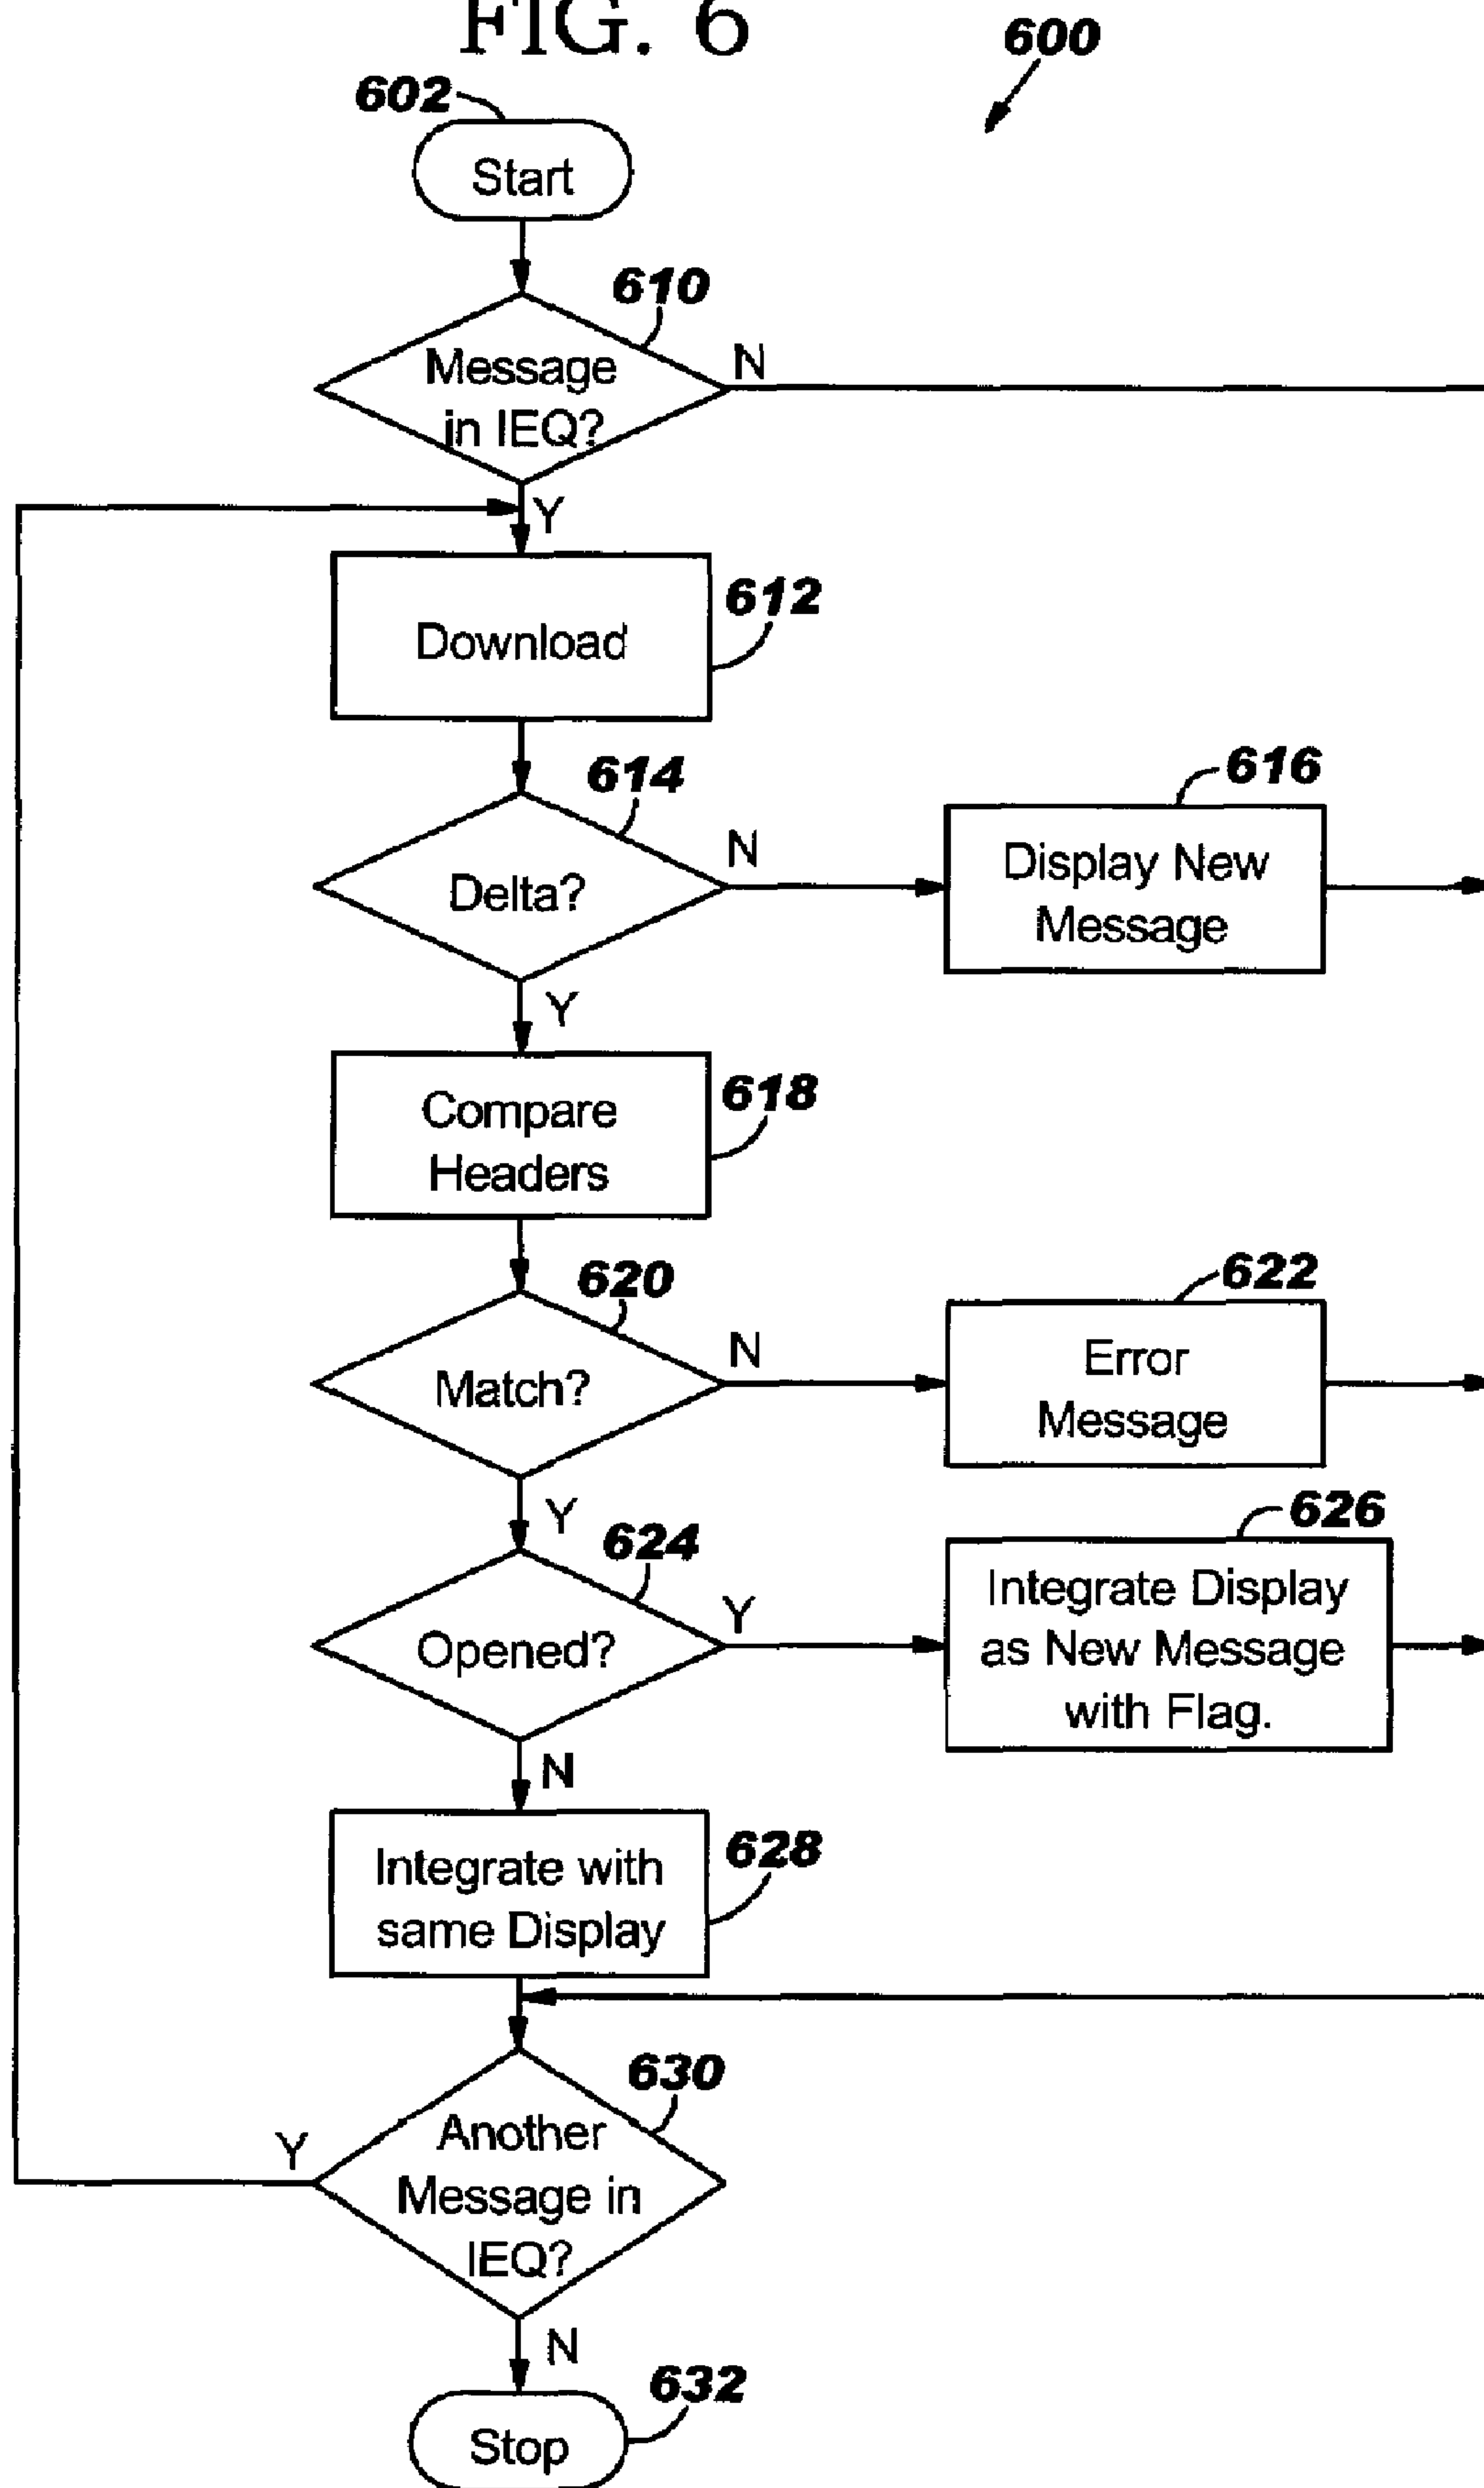 FIG. 6
600
602
Start
610
Message
in IEQ?
N
Y
612
Download
614
Delta?
N
616
Display New
Message
Y
618
Compare
Headers
620
Match?
N
622
Error
Message
Y
624
Opened?
Y
626
Integrate Display
as New Message
with Flag.
N
628
Integrate with
same Display
630
Another
Message in
IEQ?
Y
N
632
Stop